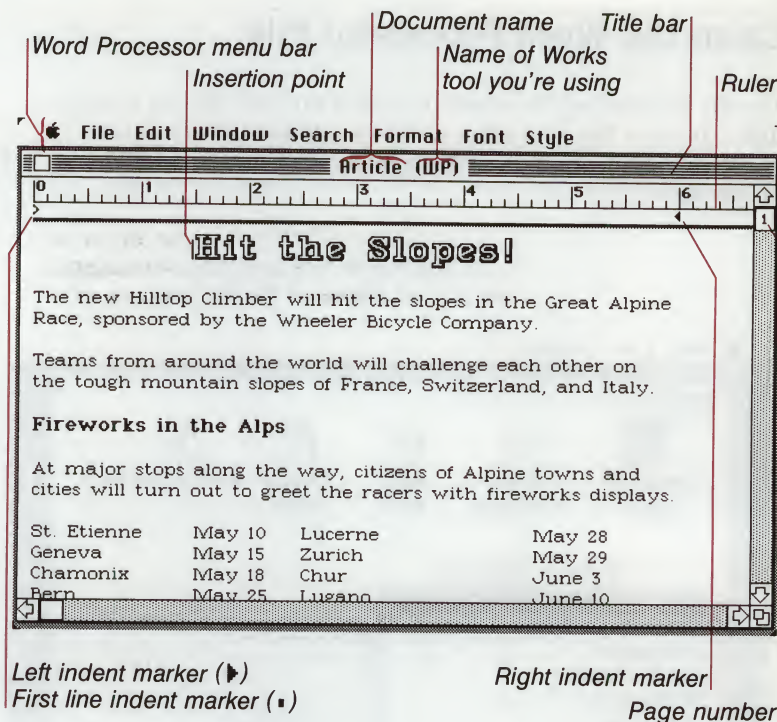 Document name Title bar
Word Processor menu bar
Name of Works
Insertion point tool you're using Ruler
File Edit Window Search Format Font Style
Article (WP)
0 1 2 3 4 5 6
1
Hit the Slopes!
The new Hilltop Climber will hit the slopes in the Great Alpine
Race, sponsored by the Wheeler Bicycle Company.
Teams from around the world will challenge each other on
the tough mountain slopes of France, Switzerland, and Italy.
Fireworks in the Alps
At major stops along the way, citizens of Alpine towns and
cities will turn out to greet the racers with fireworks displays.
St. Etienne May 10 Lucerne May 28
Geneva May 15 Zurich May 29
Chamonix May 18 Chur June 3
Bern May 25 Lugano June 10
Left indent marker (▶) Right indent marker
First line indent marker (▪)
Page number